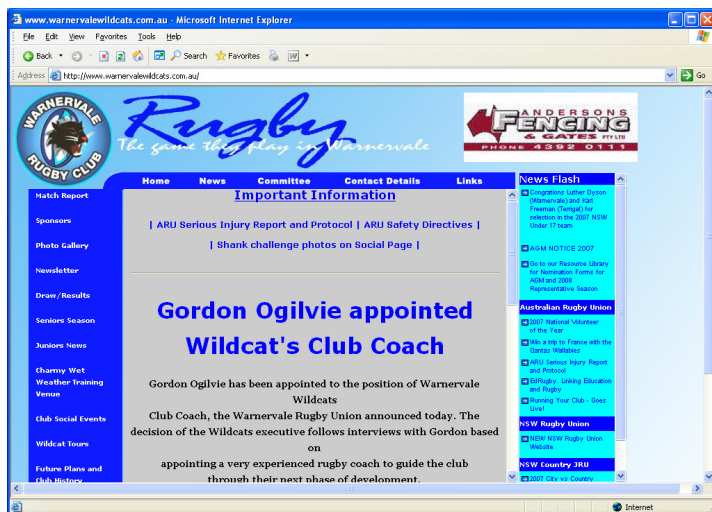 www.warnervalewildcats.com.au - Microsoft Internet Explorer
File Edit View Favorites Tools Help
Back Search Favorites
Address http://www.warnervalewildcats.com.au/ Go
WARNERVALE
RUGBY CLUB
Rugby
The game they play in Warnervale
ANDERSONS
FENCING
& GATES PTY LTD
PHONE 4392 0111
Home News Committee Contact Details Links
Match Report
Sponsors
Photo Gallery
Newsletter
Draw/Results
Seniors Season
Juniors News
Charmy Wet
Weather Training
Venue
Club Social Events
Wildcat Tours
Future Plans and
Club History
Important Information
| ARU Serious Injury Report and Protocol | ARU Safety Directives |
| Shank challenge photos on Social Page |
Gordon Ogilvie appointed
Wildcat's Club Coach
Gordon Ogilvie has been appointed to the position of Warnervale
Wildcats
Club Coach, the Warnervale Rugby Union announced today. The
decision of the Wildcats executive follows interviews with Gordon based
on
appointing a very experienced rugby coach to guide the club
through their next phase of development.
News Flash
Congrations Luther Dyson
(Warnervale) and Karl
Freeman (Terrigal) for
selection in the 2007 NSW
Under 17 team
AGM NOTICE 2007
Go to our Resource Library
for Nomination Forms for
AGM and 2008
Representative Season
Australian Rugby Union
2007 National Volunteer
of the Year
Win a trip to France with the
Qantas Wallabies
ARU Serious Injury Report
and Protocol
EdRugby. Linking Education
and Rugby
Running Your Club - Goes
Live!
NSW Rugby Union
NEW NSW Rugby Union
Website
NSW Country JRU
2007 City vs Country
Internet